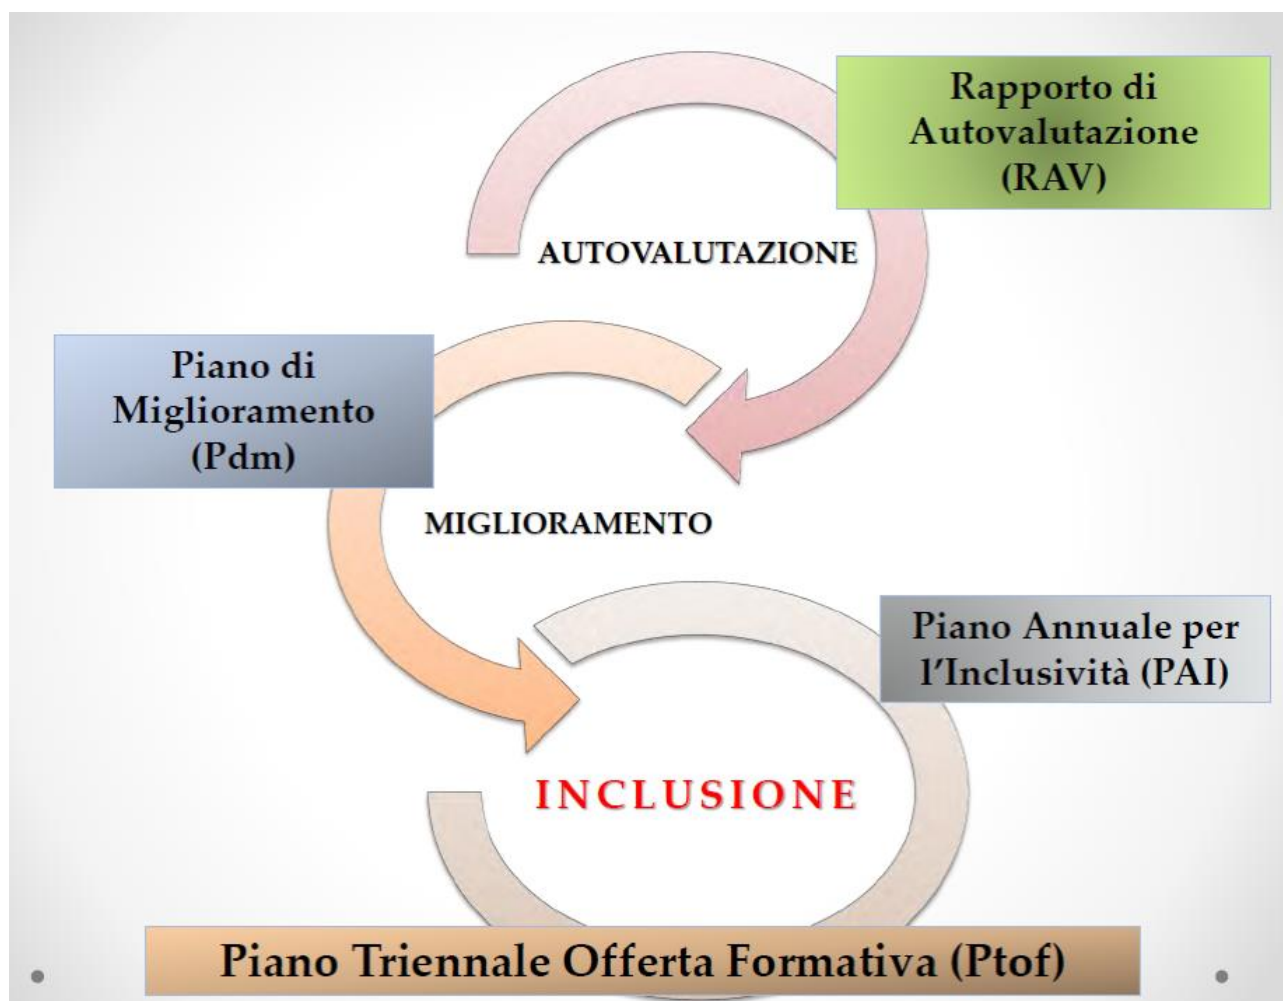 Rapporto di
Autovalutazione
(RAV)
AUTOVALUTAZIONE
Piano di
Miglioramento
(Pdm)
MIGLIORAMENTO
Piano Annuale per
l’Inclusività (PAI)
INCLUSIONE
Piano Triennale Offerta Formativa (Ptof)